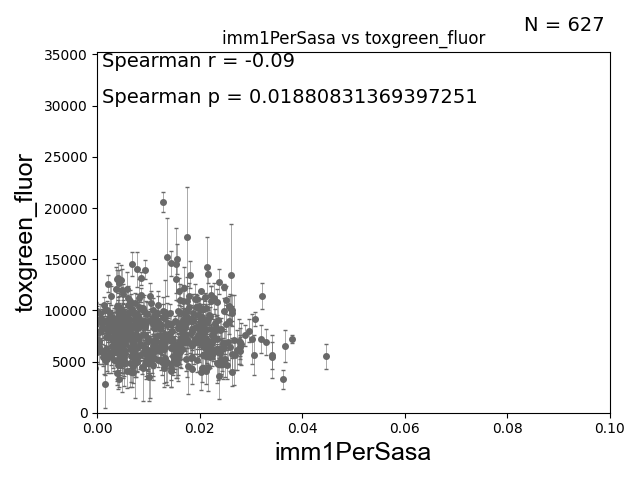 N = 627
imm1PerSasa vs toxgreen_fluor
Spearman r = -0.09
Spearman p = 0.01880831369397251
toxgreen_fluor
35000
30000
25000
20000
15000
10000
5000
0
0.00 0.02 0.04 0.06 0.08 0.10
imm1PerSasa